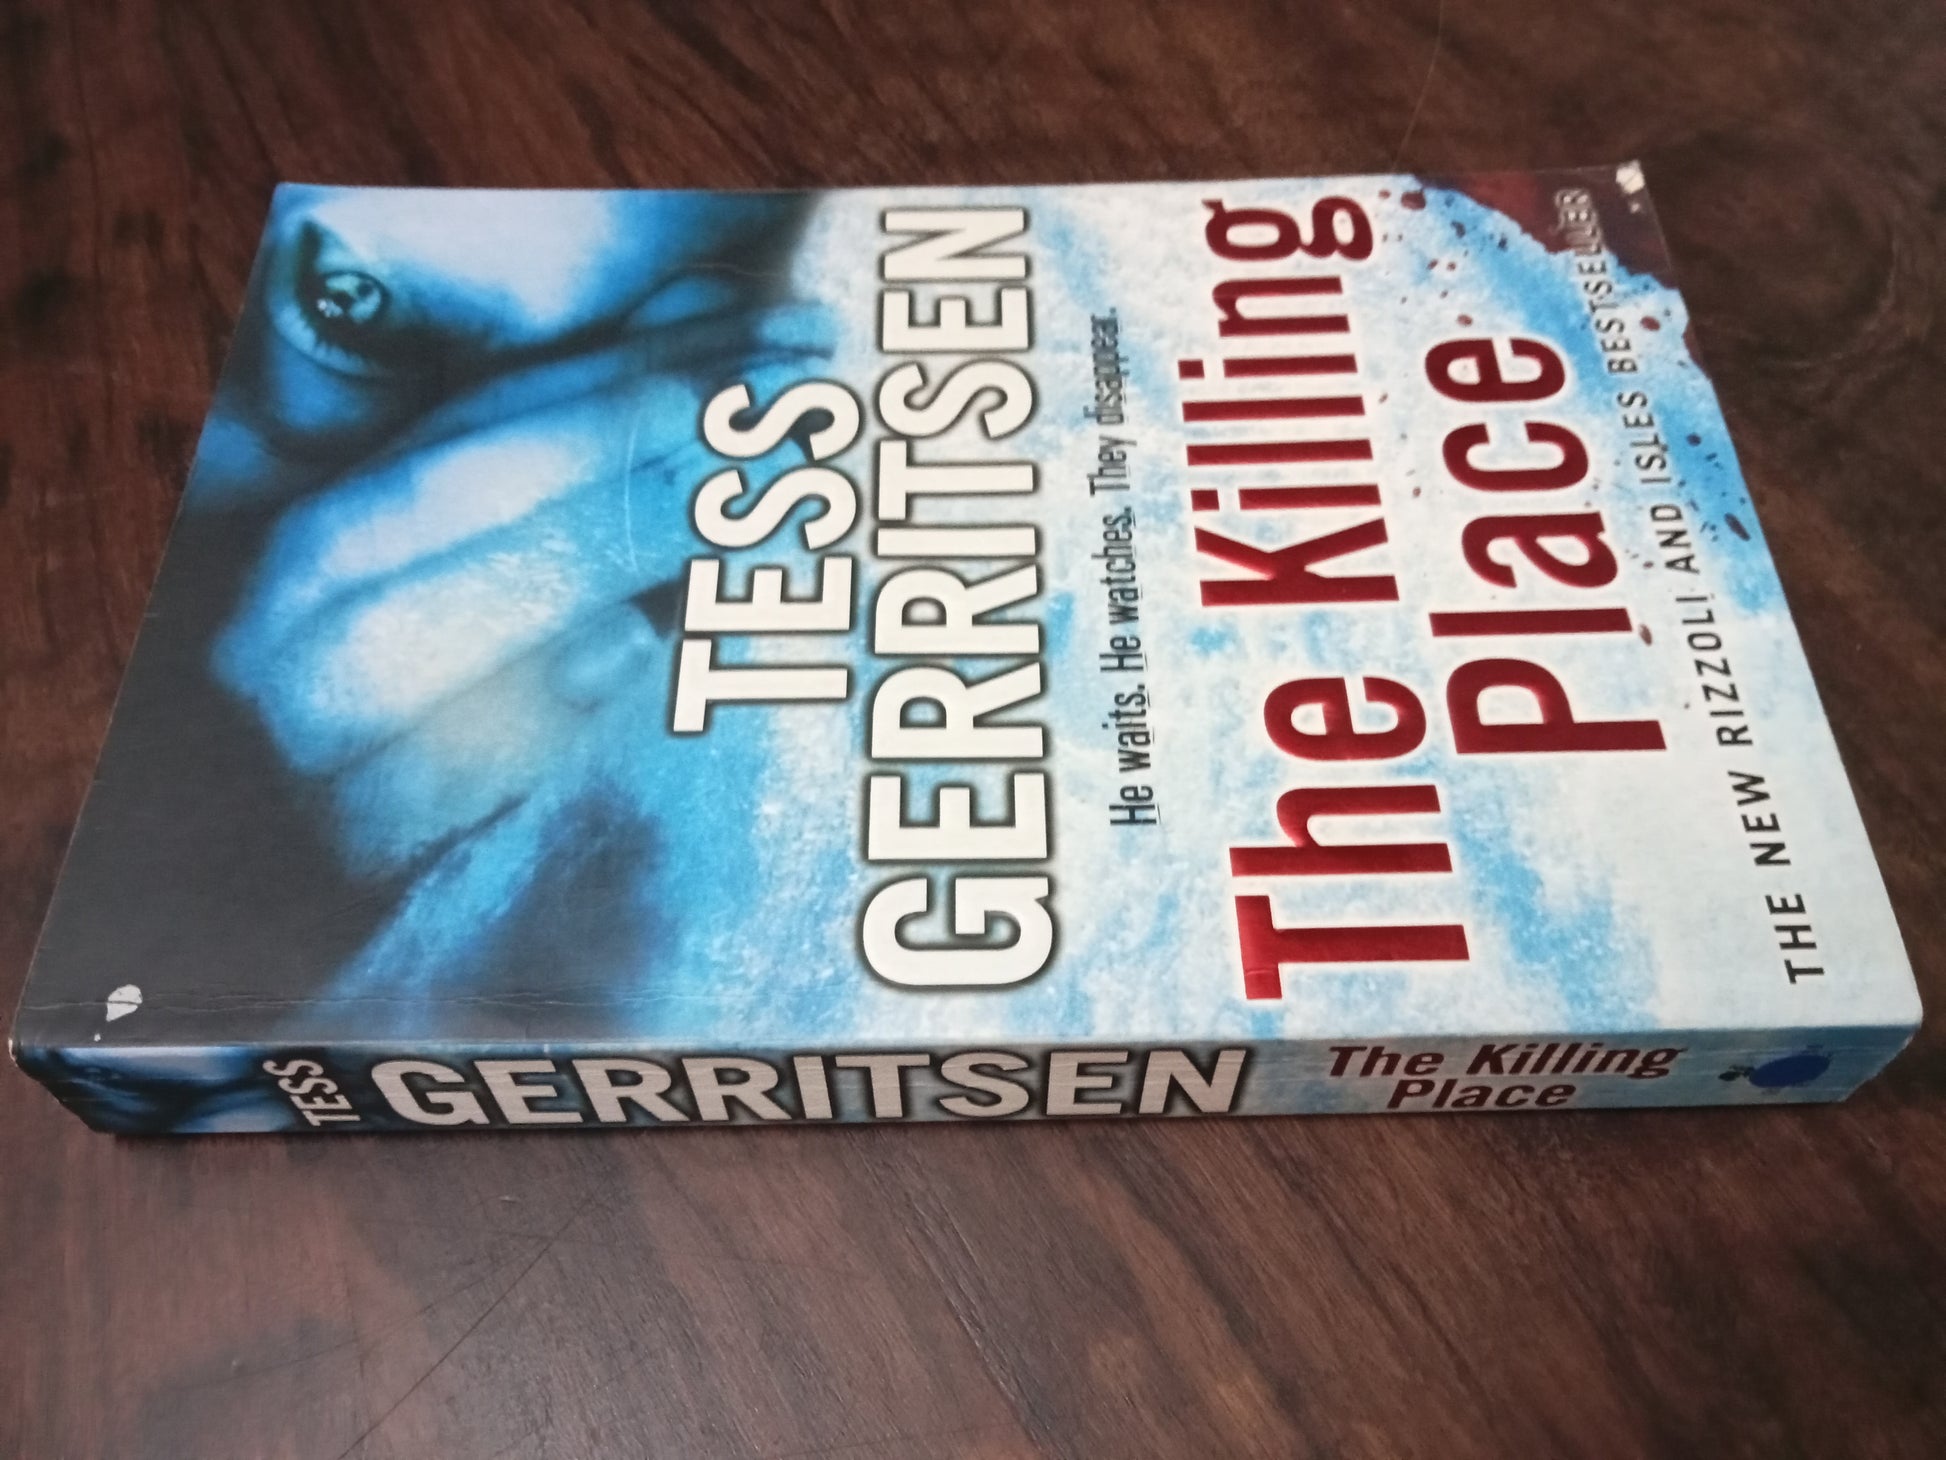 TESS
GERRITSEN
He waits. He watches. They disappear.
The Killing
Place
THE NEW RIZZOLI AND ISLES BESTSELLER
TESS
GERRITSEN
The Killing
Place